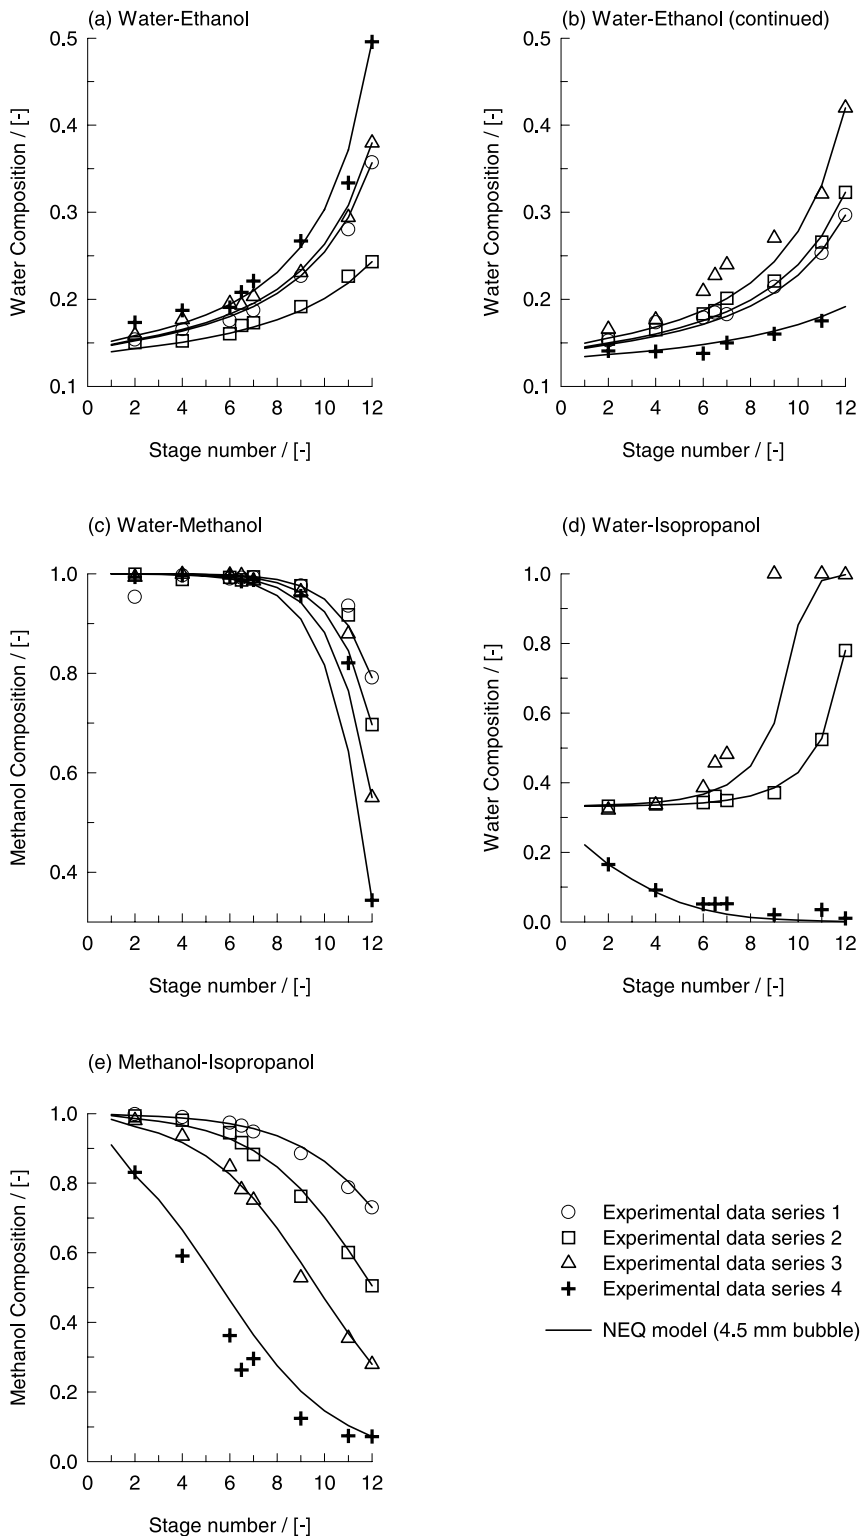 (a) Water-Ethanol
0.5
0.4
0.3
0.2
0.1
Water Composition / [-]
0 2 4 6 8 10 12
Stage number / [-]
(b) Water-Ethanol (continued)
0.5
0.4
0.3
0.2
0.1
Water Composition / [-]
0 2 4 6 8 10 12
Stage number / [-]
(c) Water-Methanol
1.0
0.8
0.6
0.4
Methanol Composition / [-]
0 2 4 6 8 10 12
Stage number / [-]
(d) Water-Isopropanol
1.0
0.8
0.6
0.4
0.2
0.0
Water Composition / [-]
0 2 4 6 8 10 12
Stage number / [-]
(e) Methanol-Isopropanol
1.0
0.8
0.6
0.4
0.2
0.0
Methanol Composition / [-]
0 2 4 6 8 10 12
Stage number / [-]
Experimental data series 1
Experimental data series 2
Experimental data series 3
Experimental data series 4
NEQ model (4.5 mm bubble)